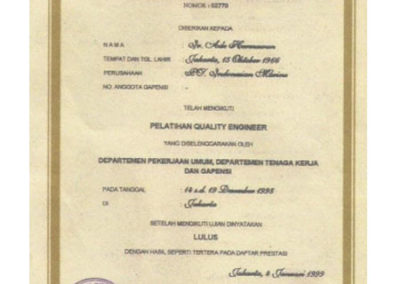 NOMOR : 02770
DIBERIKAN KEPADA
NAMA : Ir. Ade Hermawan
TEMPAT DAN TGL. LAHIR : Jakarta, 15 Oktober 1966
PERUSAHAAN : PT. Indonesian Marine
NO. ANGGOTA GAPENSI : -
TELAH MENGIKUTI
PELATIHAN QUALITY ENGINEER
YANG DISELENGGARAKAN OLEH
DEPARTEMEN PEKERJAAN UMUM, DEPARTEMEN TENAGA KERJA
DAN GAPENSI
PADA TANGGAL : 14 s.d. 19 Desember 1998
DI : Jakarta
SETELAH MENGIKUTI UJIAN DINYATAKAN
LULUS
DENGAN HASIL SEPERTI TERTERA PADA DAFTAR PRESTASI
Jakarta, 4 Januari 1999